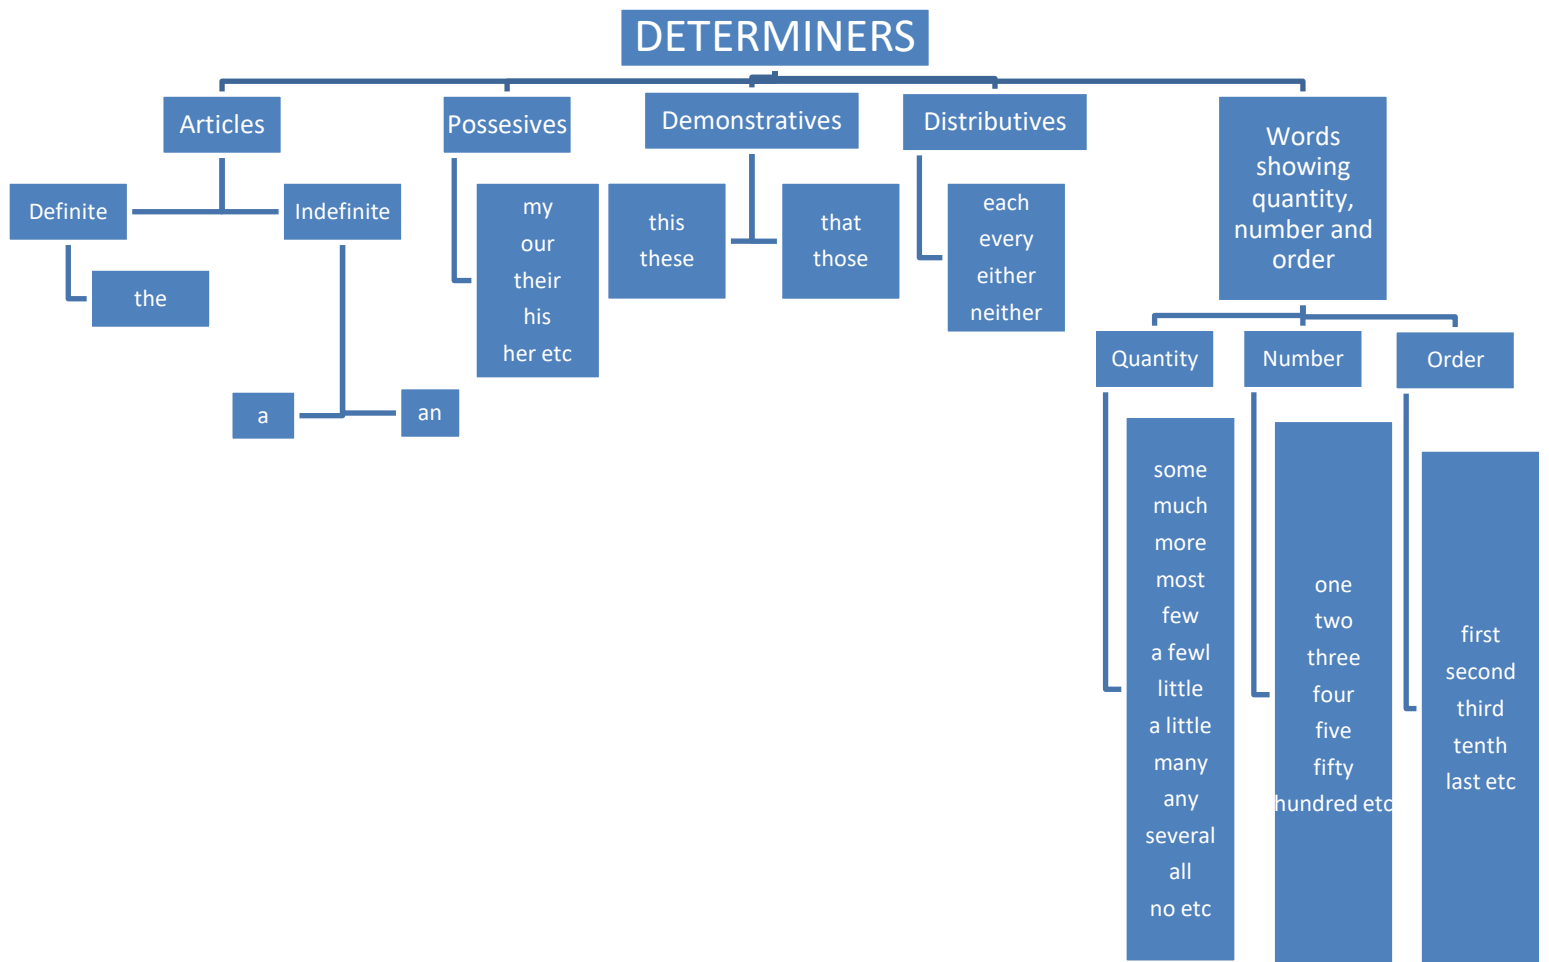 DETERMINERS
Articles
Possesives
Demonstratives
Distributives
Words
showing
quantity,
number and
order
Definite
Indefinite
the
a
an
my
our
their
his
her etc
this
these
that
those
each
every
either
neither
Quantity
Number
Order
some
much
more
most
few
a fewl
little
a little
many
any
several
all
no etc
one
two
three
four
five
fifty
hundred etc
first
second
third
tenth
last etc